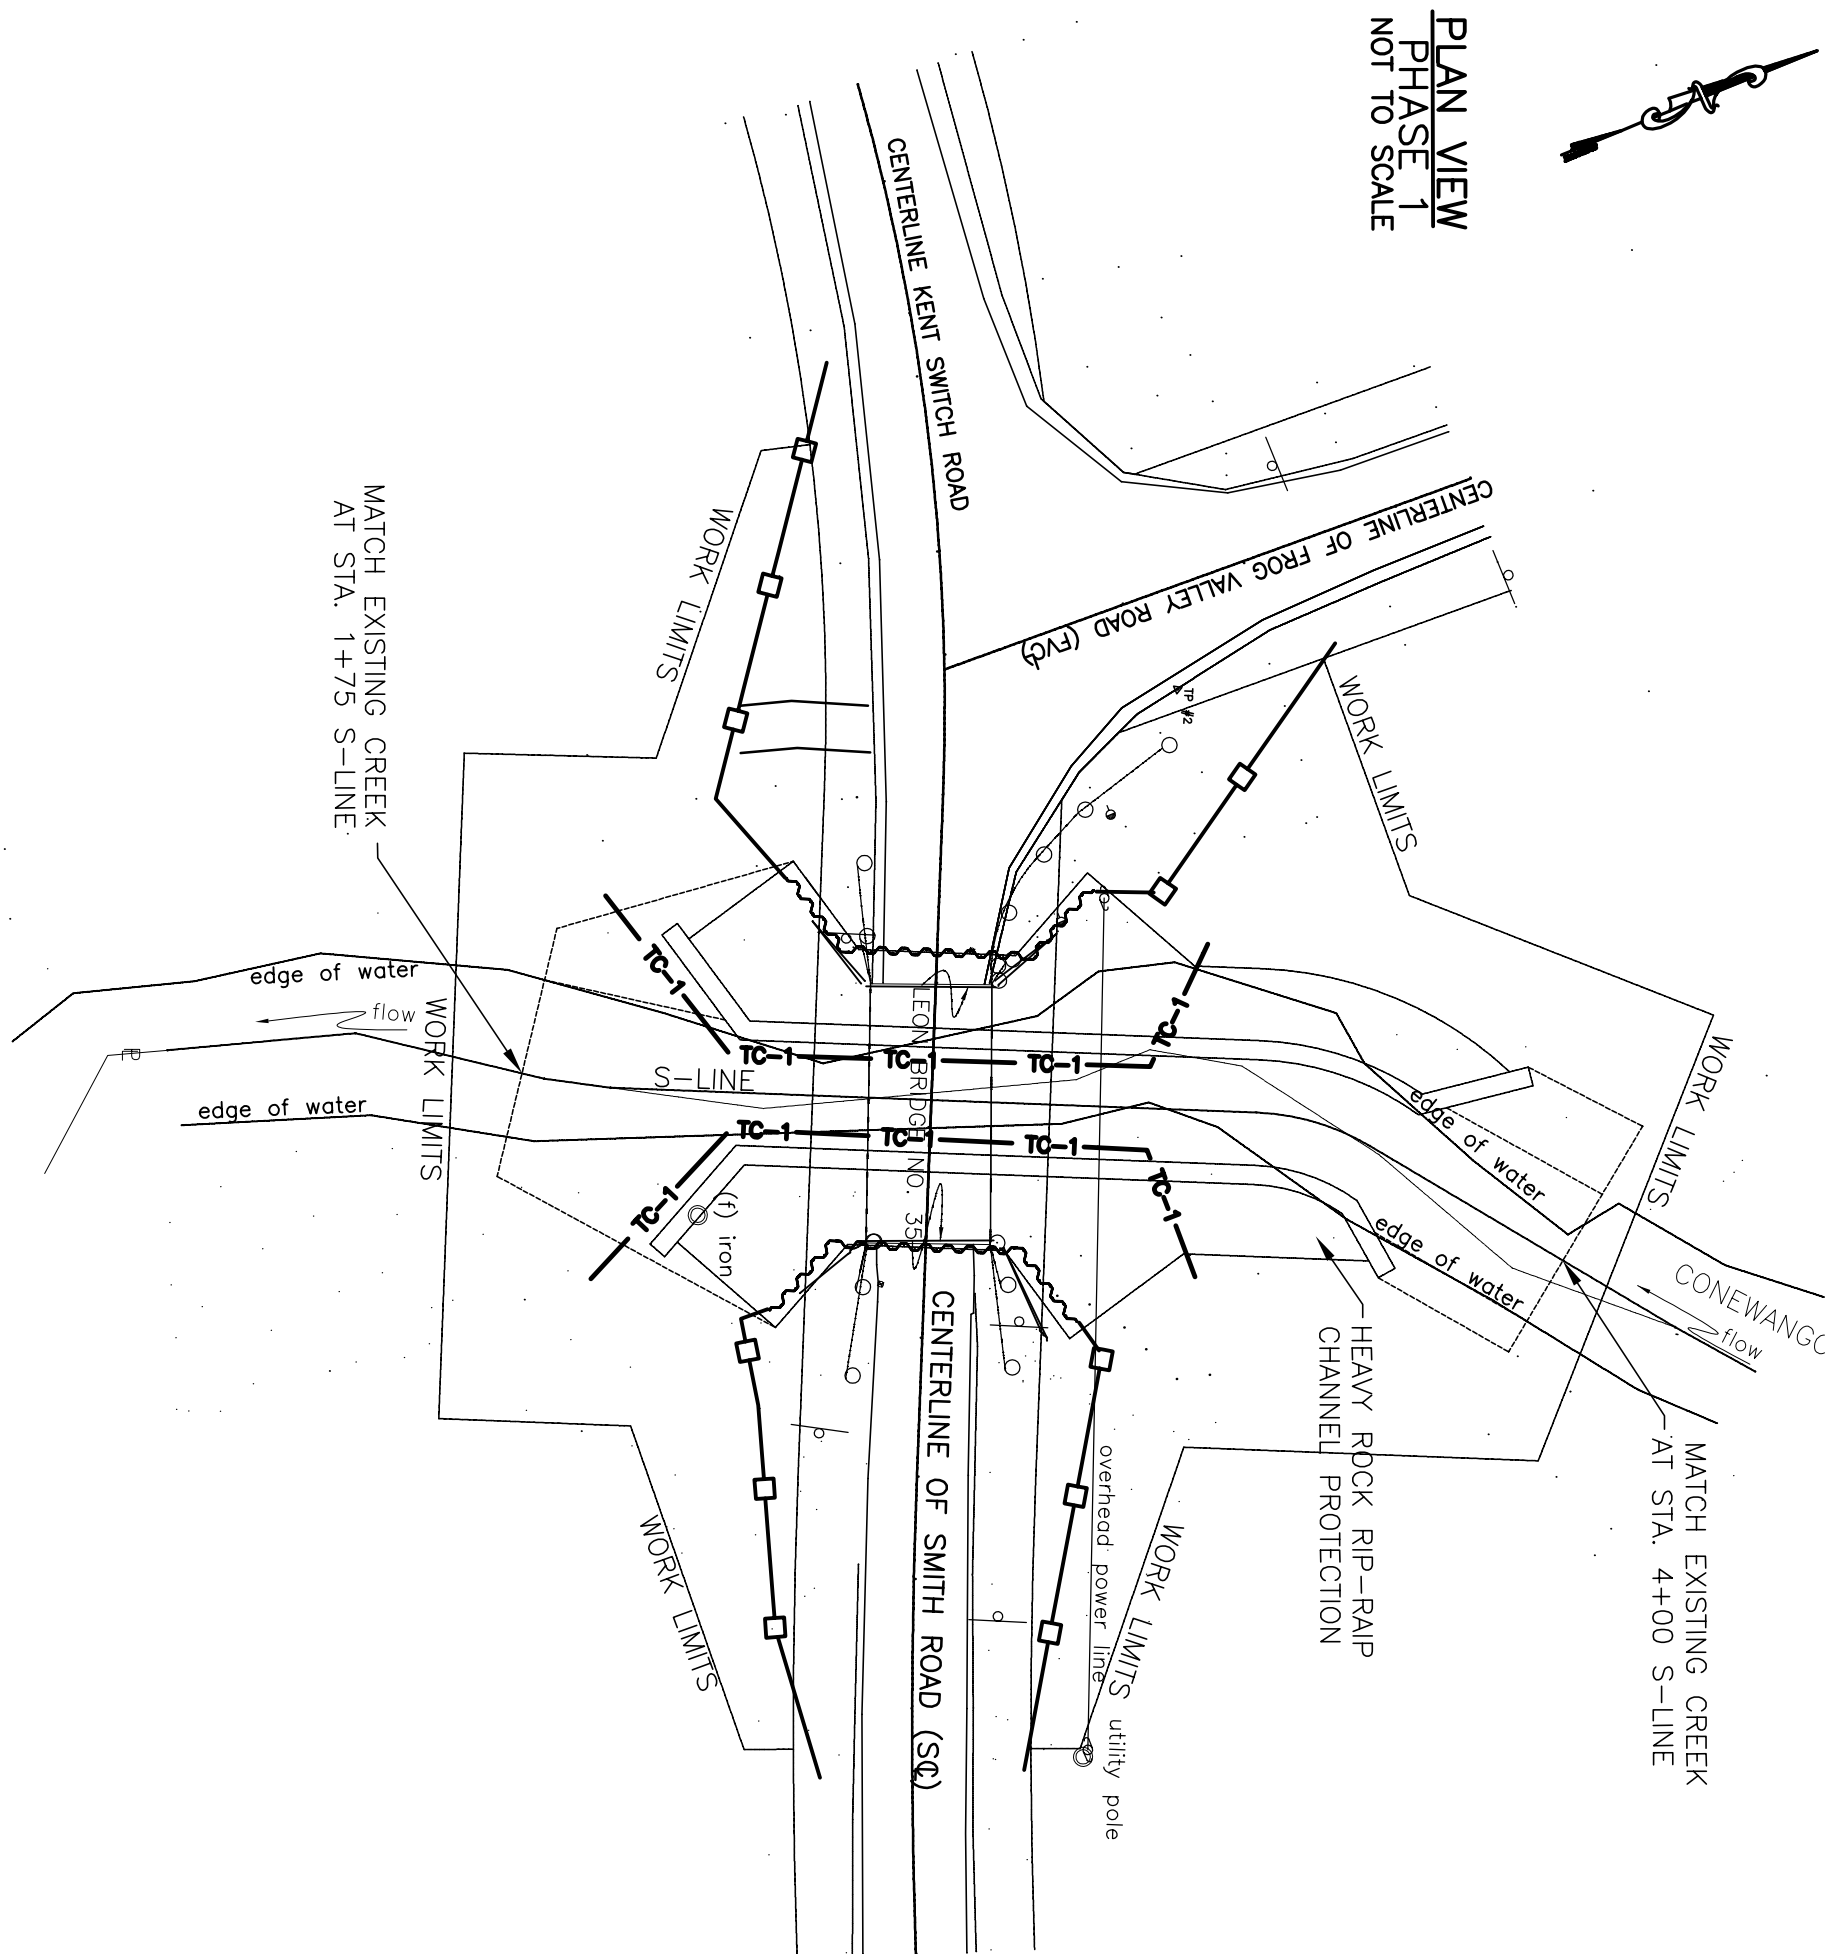 PLAN VIEW
PHASE 1
NOT TO SCALE
N
CENTERLINE KENT SWITCH ROAD
CENTERLINE OF FROG VALLEY ROAD (FV℄)
TP #2
WORK LIMITS
WORK LIMITS
MATCH EXISTING CREEK
AT STA. 1+75 S-LINE
edge of water
flow
WORK LIMITS
S-LINE
edge of water
TC-1
TC-1
TC-1
TC-1
TC-1
TC-1
TC-1
TC-1
TC-1
TC-1
LEON BRIDGE NO. 35
(f) iron
edge of water
edge of water
WORK LIMITS
CONEWANGO
flow
HEAVY ROCK RIP-RAIP
CHANNEL PROTECTION
MATCH EXISTING CREEK
AT STA. 4+00 S-LINE
CENTERLINE OF SMITH ROAD (S℄)
overhead power line
utility pole
WORK LIMITS
WORK LIMITS